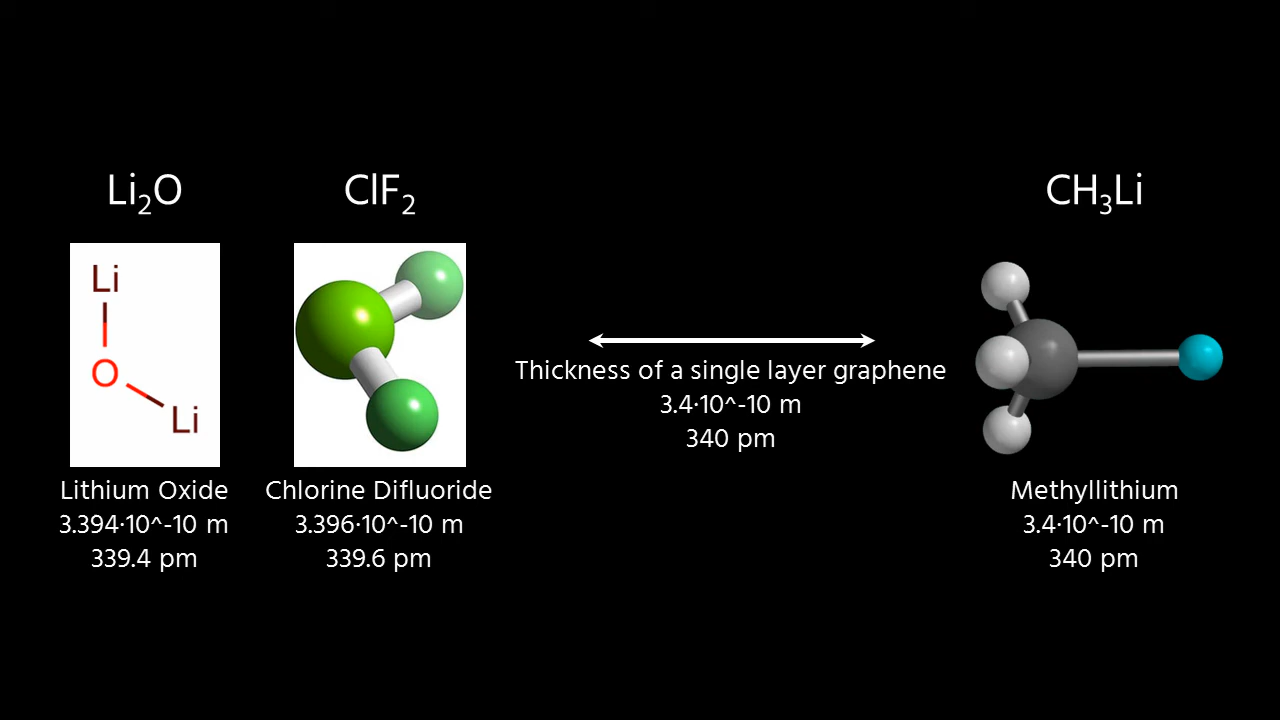 Li₂O
Li
O
Li
Lithium Oxide
3.394·10^-10 m
339.4 pm
ClF₂
Chlorine Difluoride
3.396·10^-10 m
339.6 pm
Thickness of a single layer graphene
3.4·10^-10 m
340 pm
CH₃Li
Methyllithium
3.4·10^-10 m
340 pm